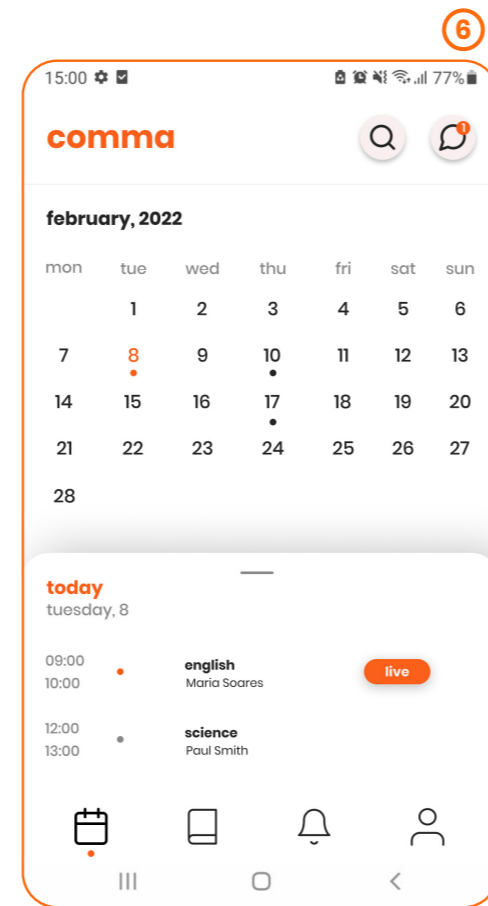 6
15:00 77%
comma 1
february, 2022
mon tue wed thu fri sat sun
1 2 3 4 5 6
7 8 9 10 11 12 13
14 15 16 17 18 19 20
21 22 23 24 25 26 27
28
today
tuesday, 8
09:00 english live
10:00 Maria Soares
12:00 science
13:00 Paul Smith